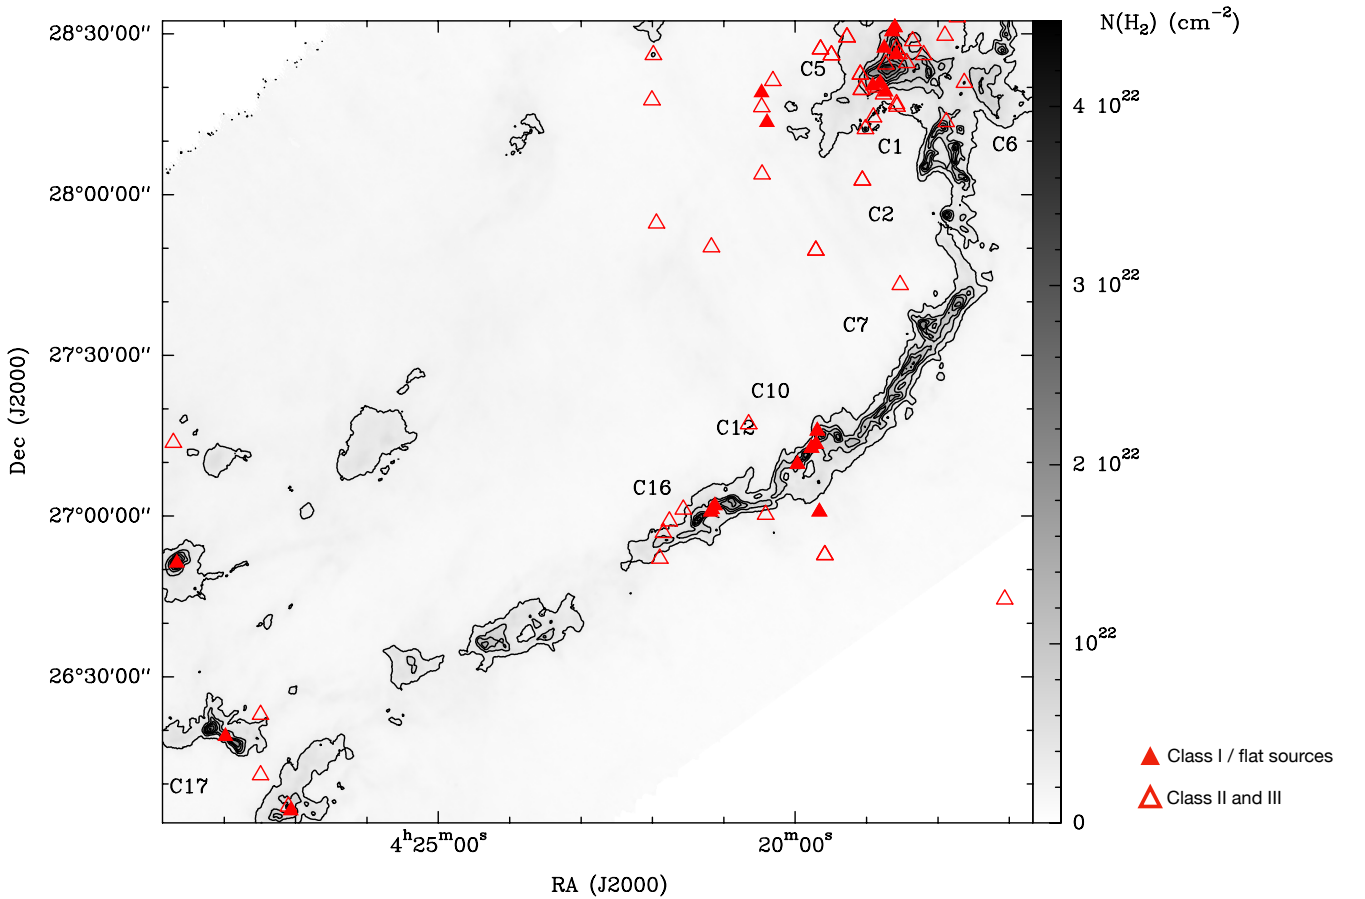 N(H₂) (cm⁻²)
28°30′00″
28°00′00″
27°30′00″
27°00′00″
26°30′00″
Dec (J2000)
C5
C1
C6
C2
C7
C10
C12
C16
C17
4 10²²
3 10²²
2 10²²
10²²
0
Class I / flat sources
Class II and III
4ʰ25ᵐ00ˢ
20ᵐ00ˢ
RA (J2000)